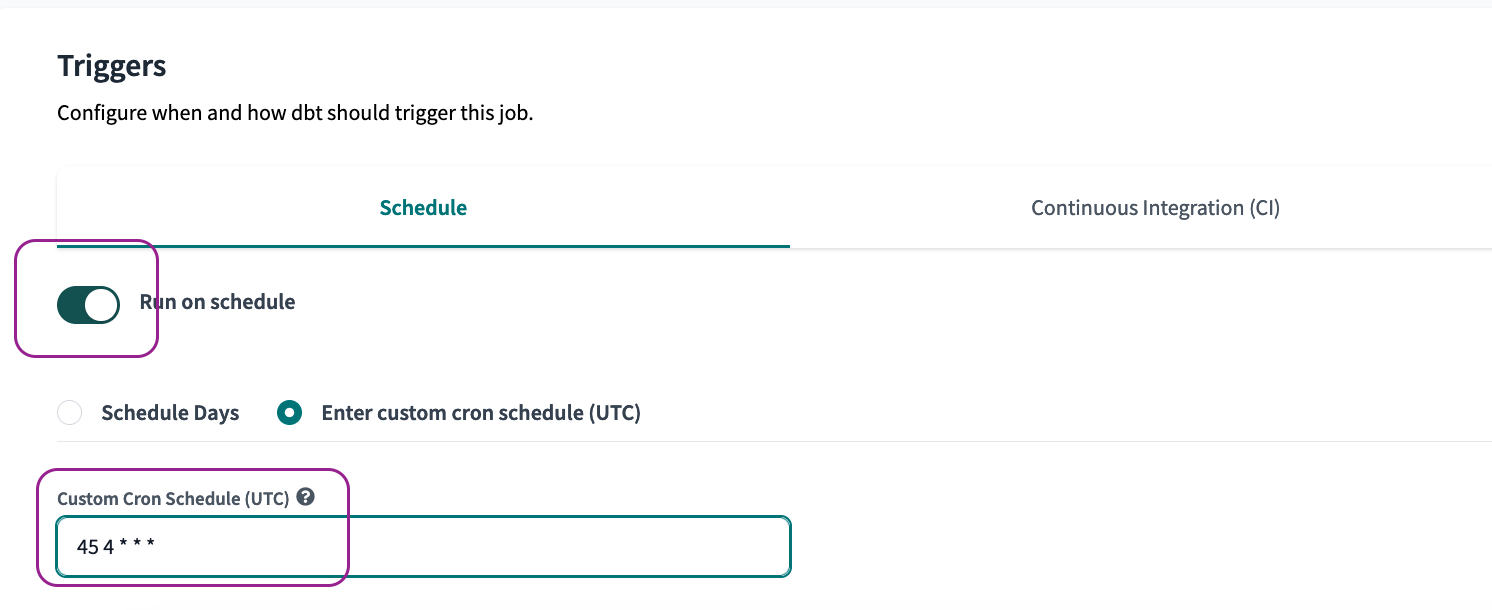 Triggers
Configure when and how dbt should trigger this job.
Schedule
Continuous Integration (CI)
Run on schedule
Schedule Days
Enter custom cron schedule (UTC)
Custom Cron Schedule (UTC) ?
45 4 * * *